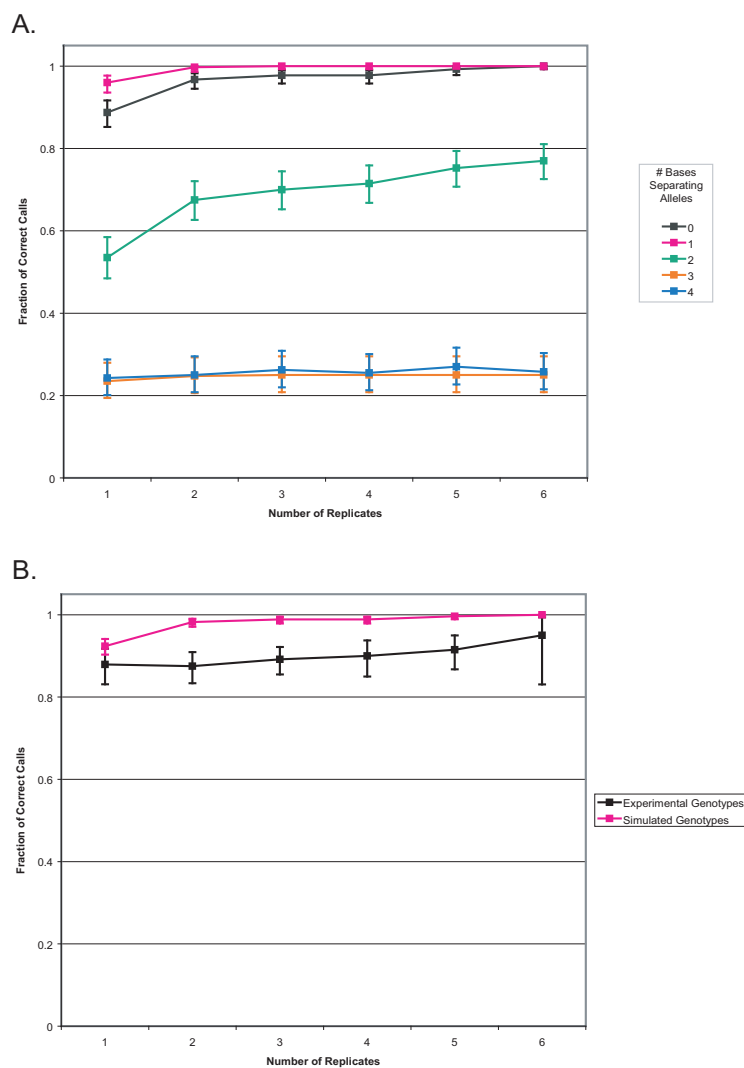 A.
1
0.8
0.6
0.4
0.2
0
Fraction of Correct Calls
1 2 3 4 5 6
Number of Replicates
# Bases
Separating
Alleles
0
1
2
3
4
B.
1
0.8
0.6
0.4
0.2
0
Fraction of Correct Calls
1 2 3 4 5 6
Number of Replicates
Experimental Genotypes
Simulated Genotypes